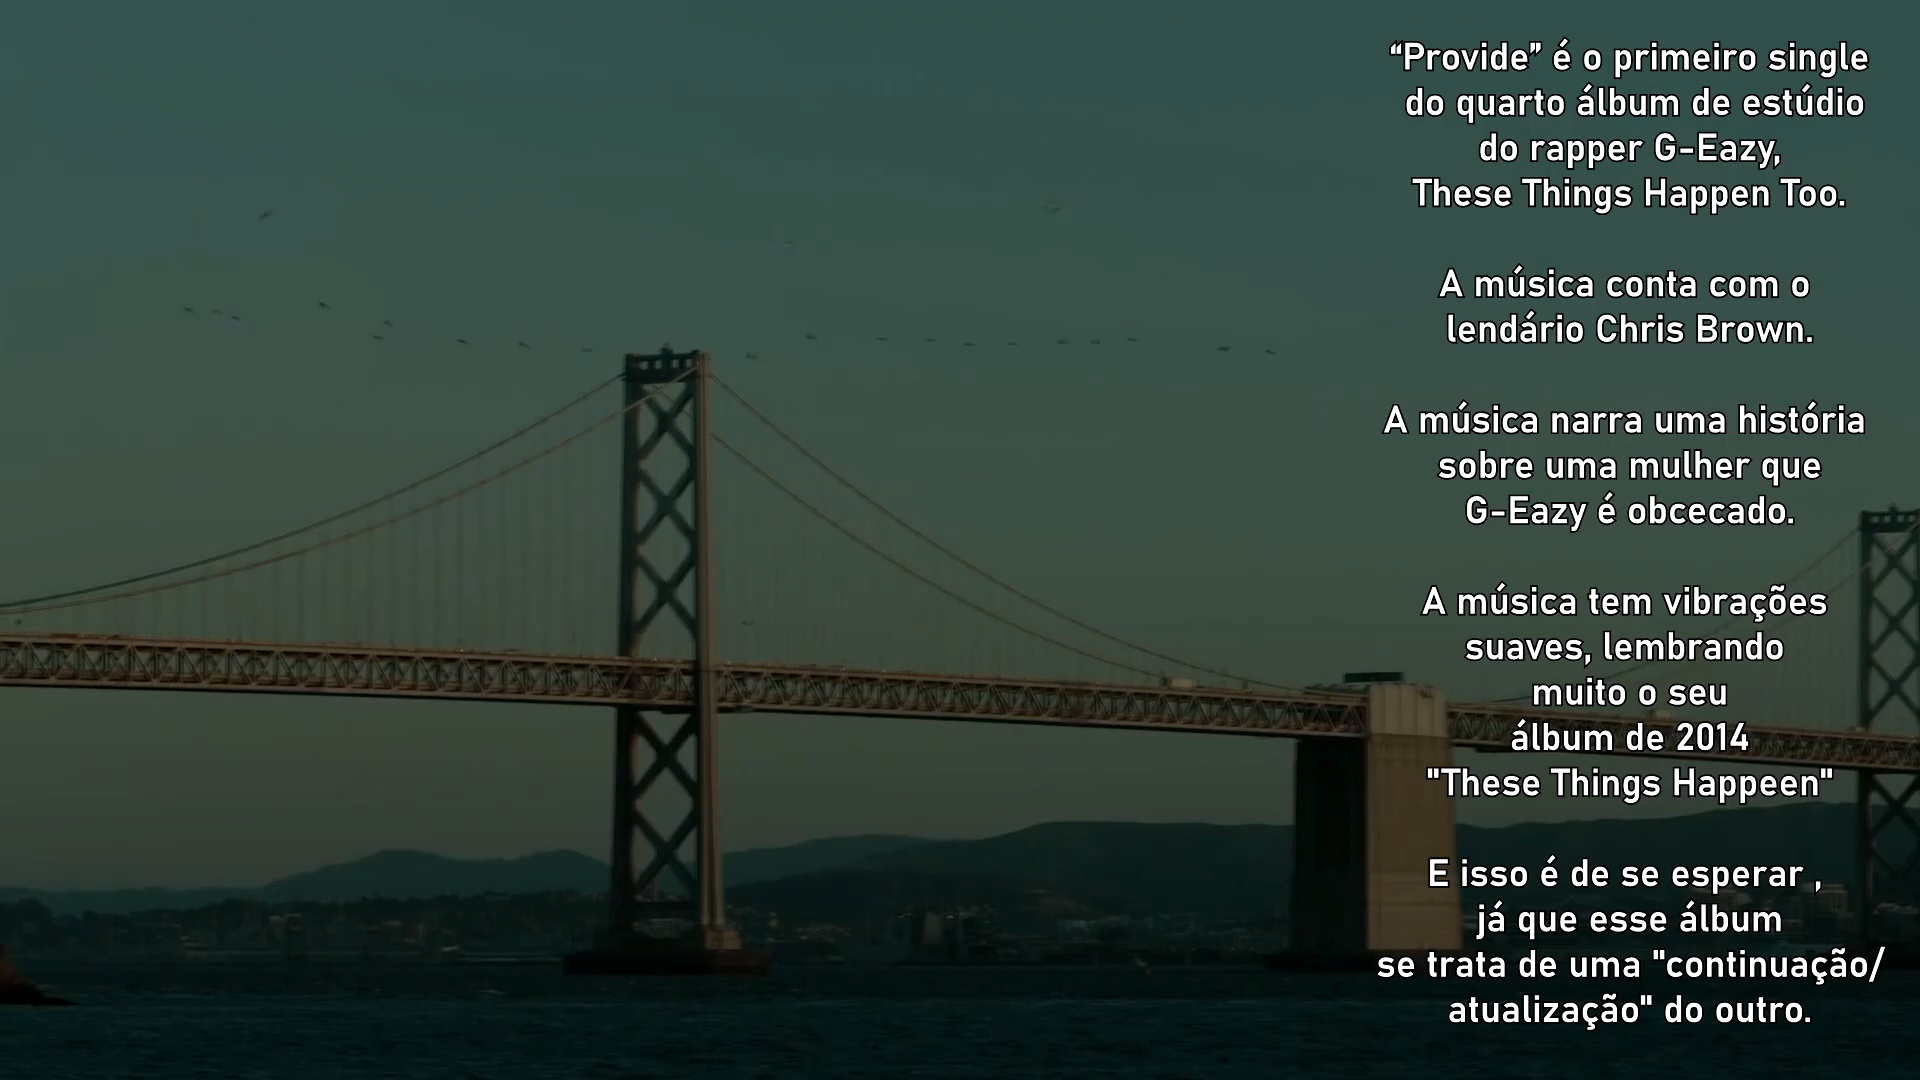 “Provide” é o primeiro single
do quarto álbum de estúdio
do rapper G-Eazy,
These Things Happen Too.
A música conta com o
lendário Chris Brown.
A música narra uma história
sobre uma mulher que
G-Eazy é obcecado.
A música tem vibrações
suaves, lembrando
muito o seu
álbum de 2014
"These Things Happeen"
E isso é de se esperar ,
já que esse álbum
se trata de uma "continuação/
atualização" do outro.